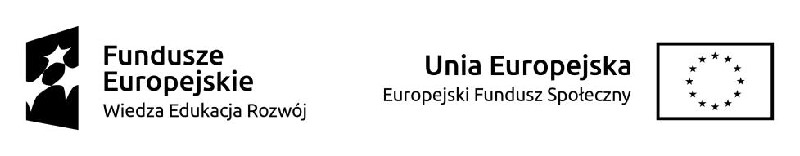 Fundusze
Europejskie
Wiedza Edukacja Rozwój
Unia Europejska
Europejski Fundusz Społeczny